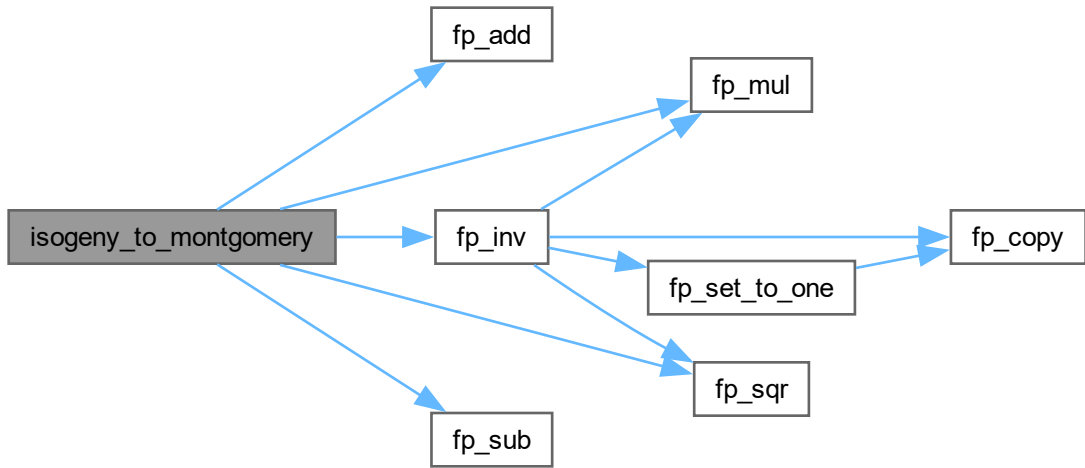 fp_add
fp_mul
isogeny_to_montgomery
fp_inv
fp_copy
fp_set_to_one
fp_sqr
fp_sub